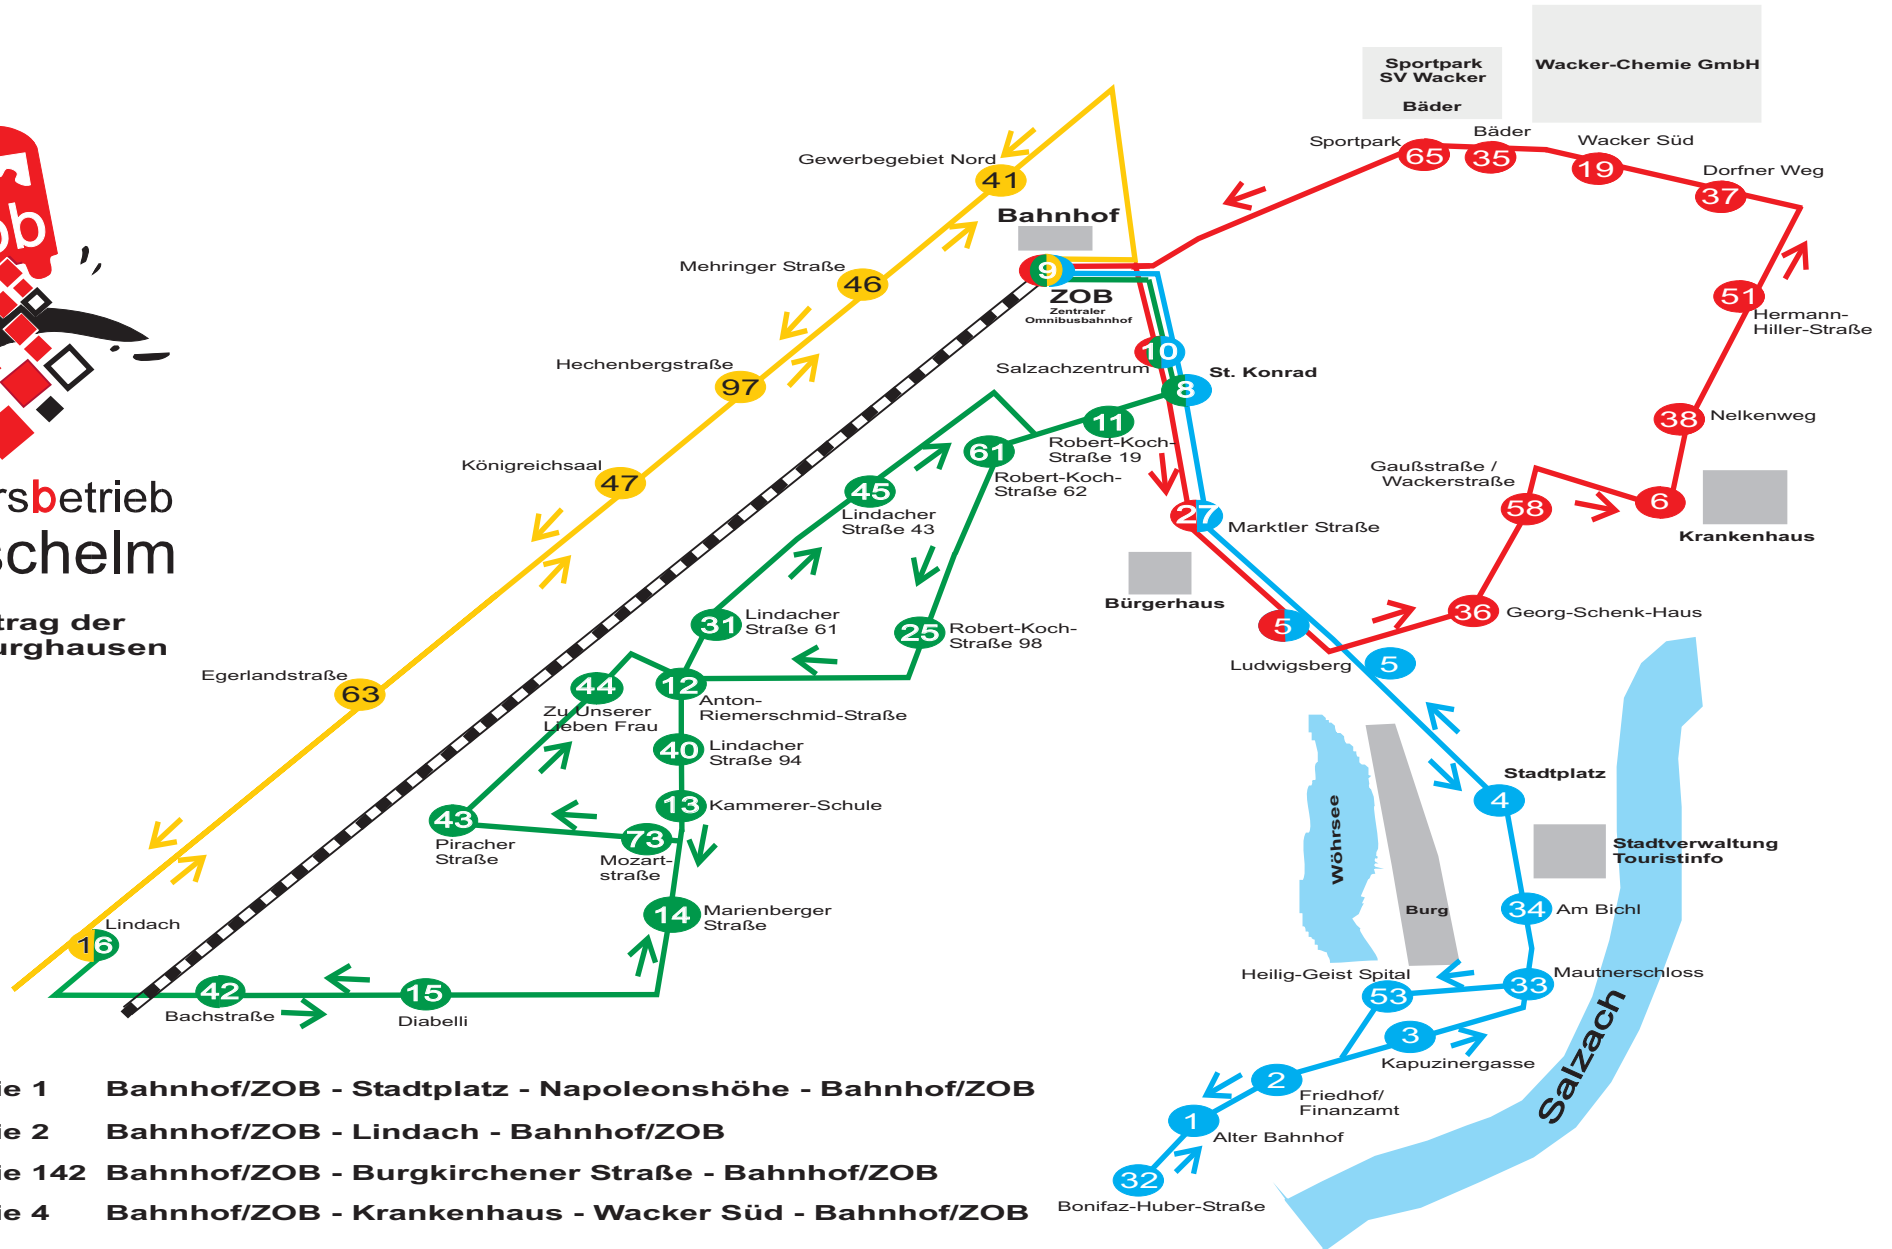 Sportpark
SV Wacker
Bäder
Wacker-Chemie GmbH
Sportpark
65
Bäder
35
Wacker Süd
19
Dorfner Weg
37
Gewerbegebiet Nord
41
Bahnhof
9
ZOB
Zentraler
Omnibusbahnhof
ob
Mehringer Straße
46
51
Hermann-
Hiller-Straße
Hechenbergstraße
97
Salzachzentrum
10
St. Konrad
8
11
Robert-Koch-
Straße 19
61
Robert-Koch-
Straße 62
38
Nelkenweg
Königreichsaal
47
45
Lindacher
Straße 43
27
Marktler Straße
Gaußstraße /
Wackerstraße
58
6
Krankenhaus
rsbetrieb
schelm
trag der
urghausen
Bürgerhaus
5
Ludwigsberg
5
36
Georg-Schenk-Haus
31
Lindacher
Straße 61
25
Robert-Koch-
Straße 98
Egerlandstraße
63
44
Zu Unserer
Lieben Frau
12
Anton-
Riemerschmid-Straße
40
Lindacher
Straße 94
13
Kammerer-Schule
43
Piracher
Straße
73
Mozart-
straße
14
Marienberger
Straße
Lindach
16
42
Bachstraße
15
Diabelli
Stadtplatz
4
Stadtverwaltung
Touristinfo
Wöhrsee
Burg
34
Am Bichl
Heilig-Geist Spital
53
33
Mautnerschloss
3
Kapuzinergasse
Salzach
2
Friedhof/
Finanzamt
1
Alter Bahnhof
32
Bonifaz-Huber-Straße
ie 1 Bahnhof/ZOB - Stadtplatz - Napoleonshöhe - Bahnhof/ZOB
ie 2 Bahnhof/ZOB - Lindach - Bahnhof/ZOB
ie 142 Bahnhof/ZOB - Burgkirchener Straße - Bahnhof/ZOB
ie 4 Bahnhof/ZOB - Krankenhaus - Wacker Süd - Bahnhof/ZOB